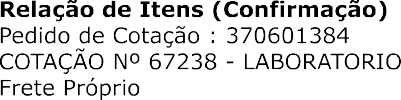 Relação de Itens (Confirmação)
Pedido de Cotação : 370601384
COTAÇÃO Nº 67238 - LABORATORIO
Frete Próprio